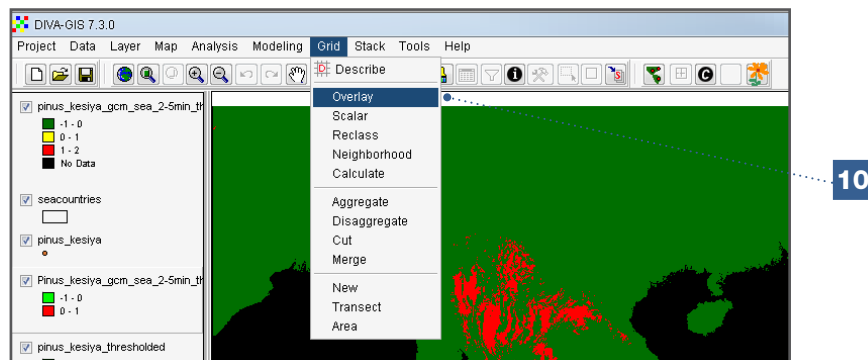 DIVA-GIS 7.3.0
Project Data Layer Map Analysis Modeling Grid Stack Tools Help
Describe
Overlay
Scalar
Reclass
Neighborhood
Calculate
Aggregate
Disaggregate
Cut
Merge
New
Transect
Area
pinus_kesiya_gcm_sea_2-5min_th
-1 - 0
0 - 1
1 - 2
No Data
seacountries
pinus_kesiya
Pinus_kesiya_gcm_sea_2-5min_th
-1 - 0
0 - 1
pinus_kesiya_thresholded
10